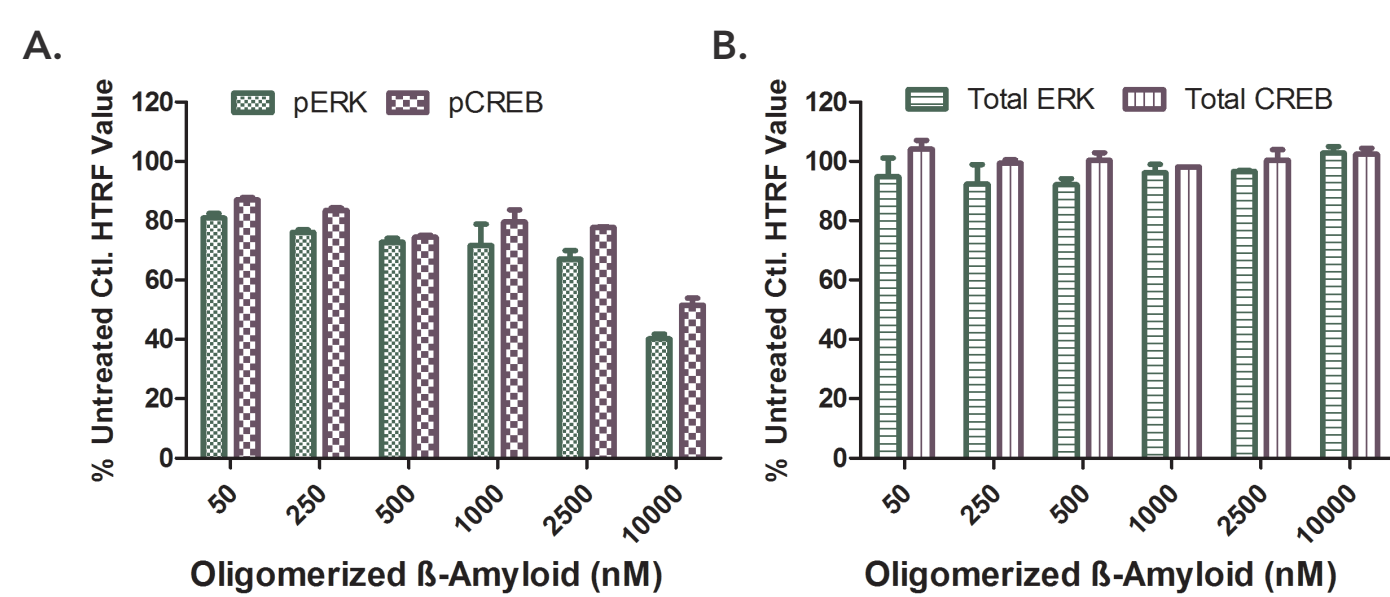 A.
% Untreated Ctl. HTRF Value
pERK pCREB
120
100
80
60
40
20
0
50 250 500 1000 2500 10000
Oligomerized ß-Amyloid (nM)
B.
% Untreated Ctl. HTRF Value
Total ERK Total CREB
120
100
80
60
40
20
0
50 250 500 1000 2500 10000
Oligomerized ß-Amyloid (nM)